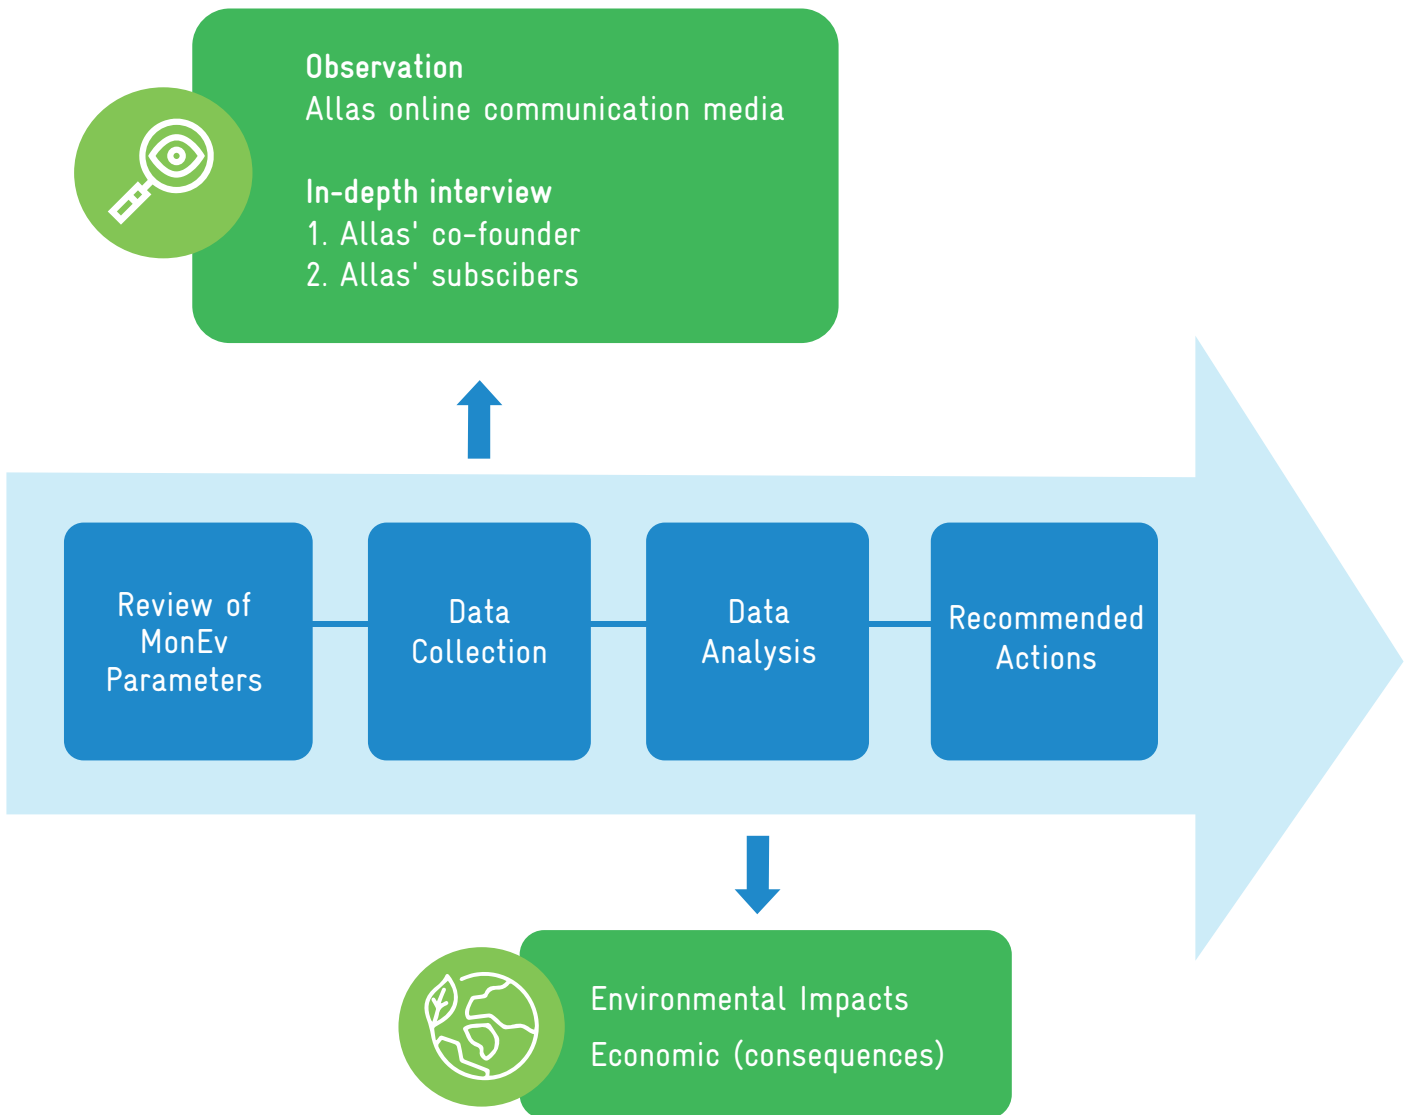 Observation
Allas online communication media
In-depth interview
1. Allas' co-founder
2. Allas' subscibers
Review of
MonEv
Parameters
Data
Collection
Data
Analysis
Recommended
Actions
Environmental Impacts
Economic (consequences)